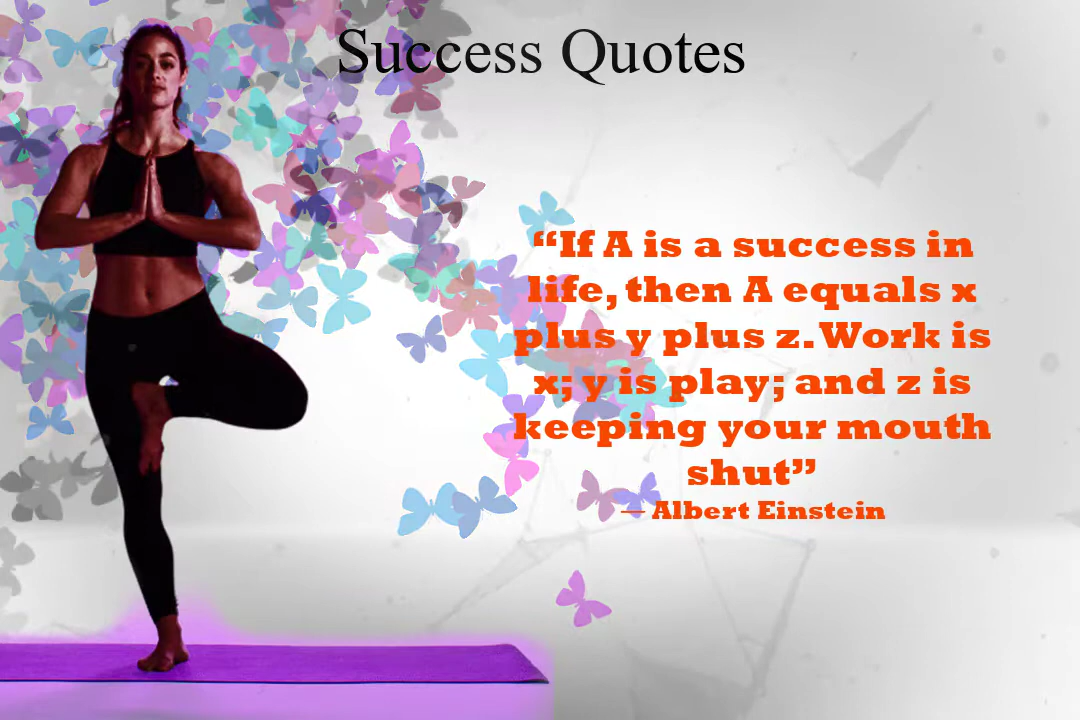 Success Quotes
“If A is a success in
life, then A equals x
plus y plus z. Work is
x; y is play; and z is
keeping your mouth
shut”
— Albert Einstein